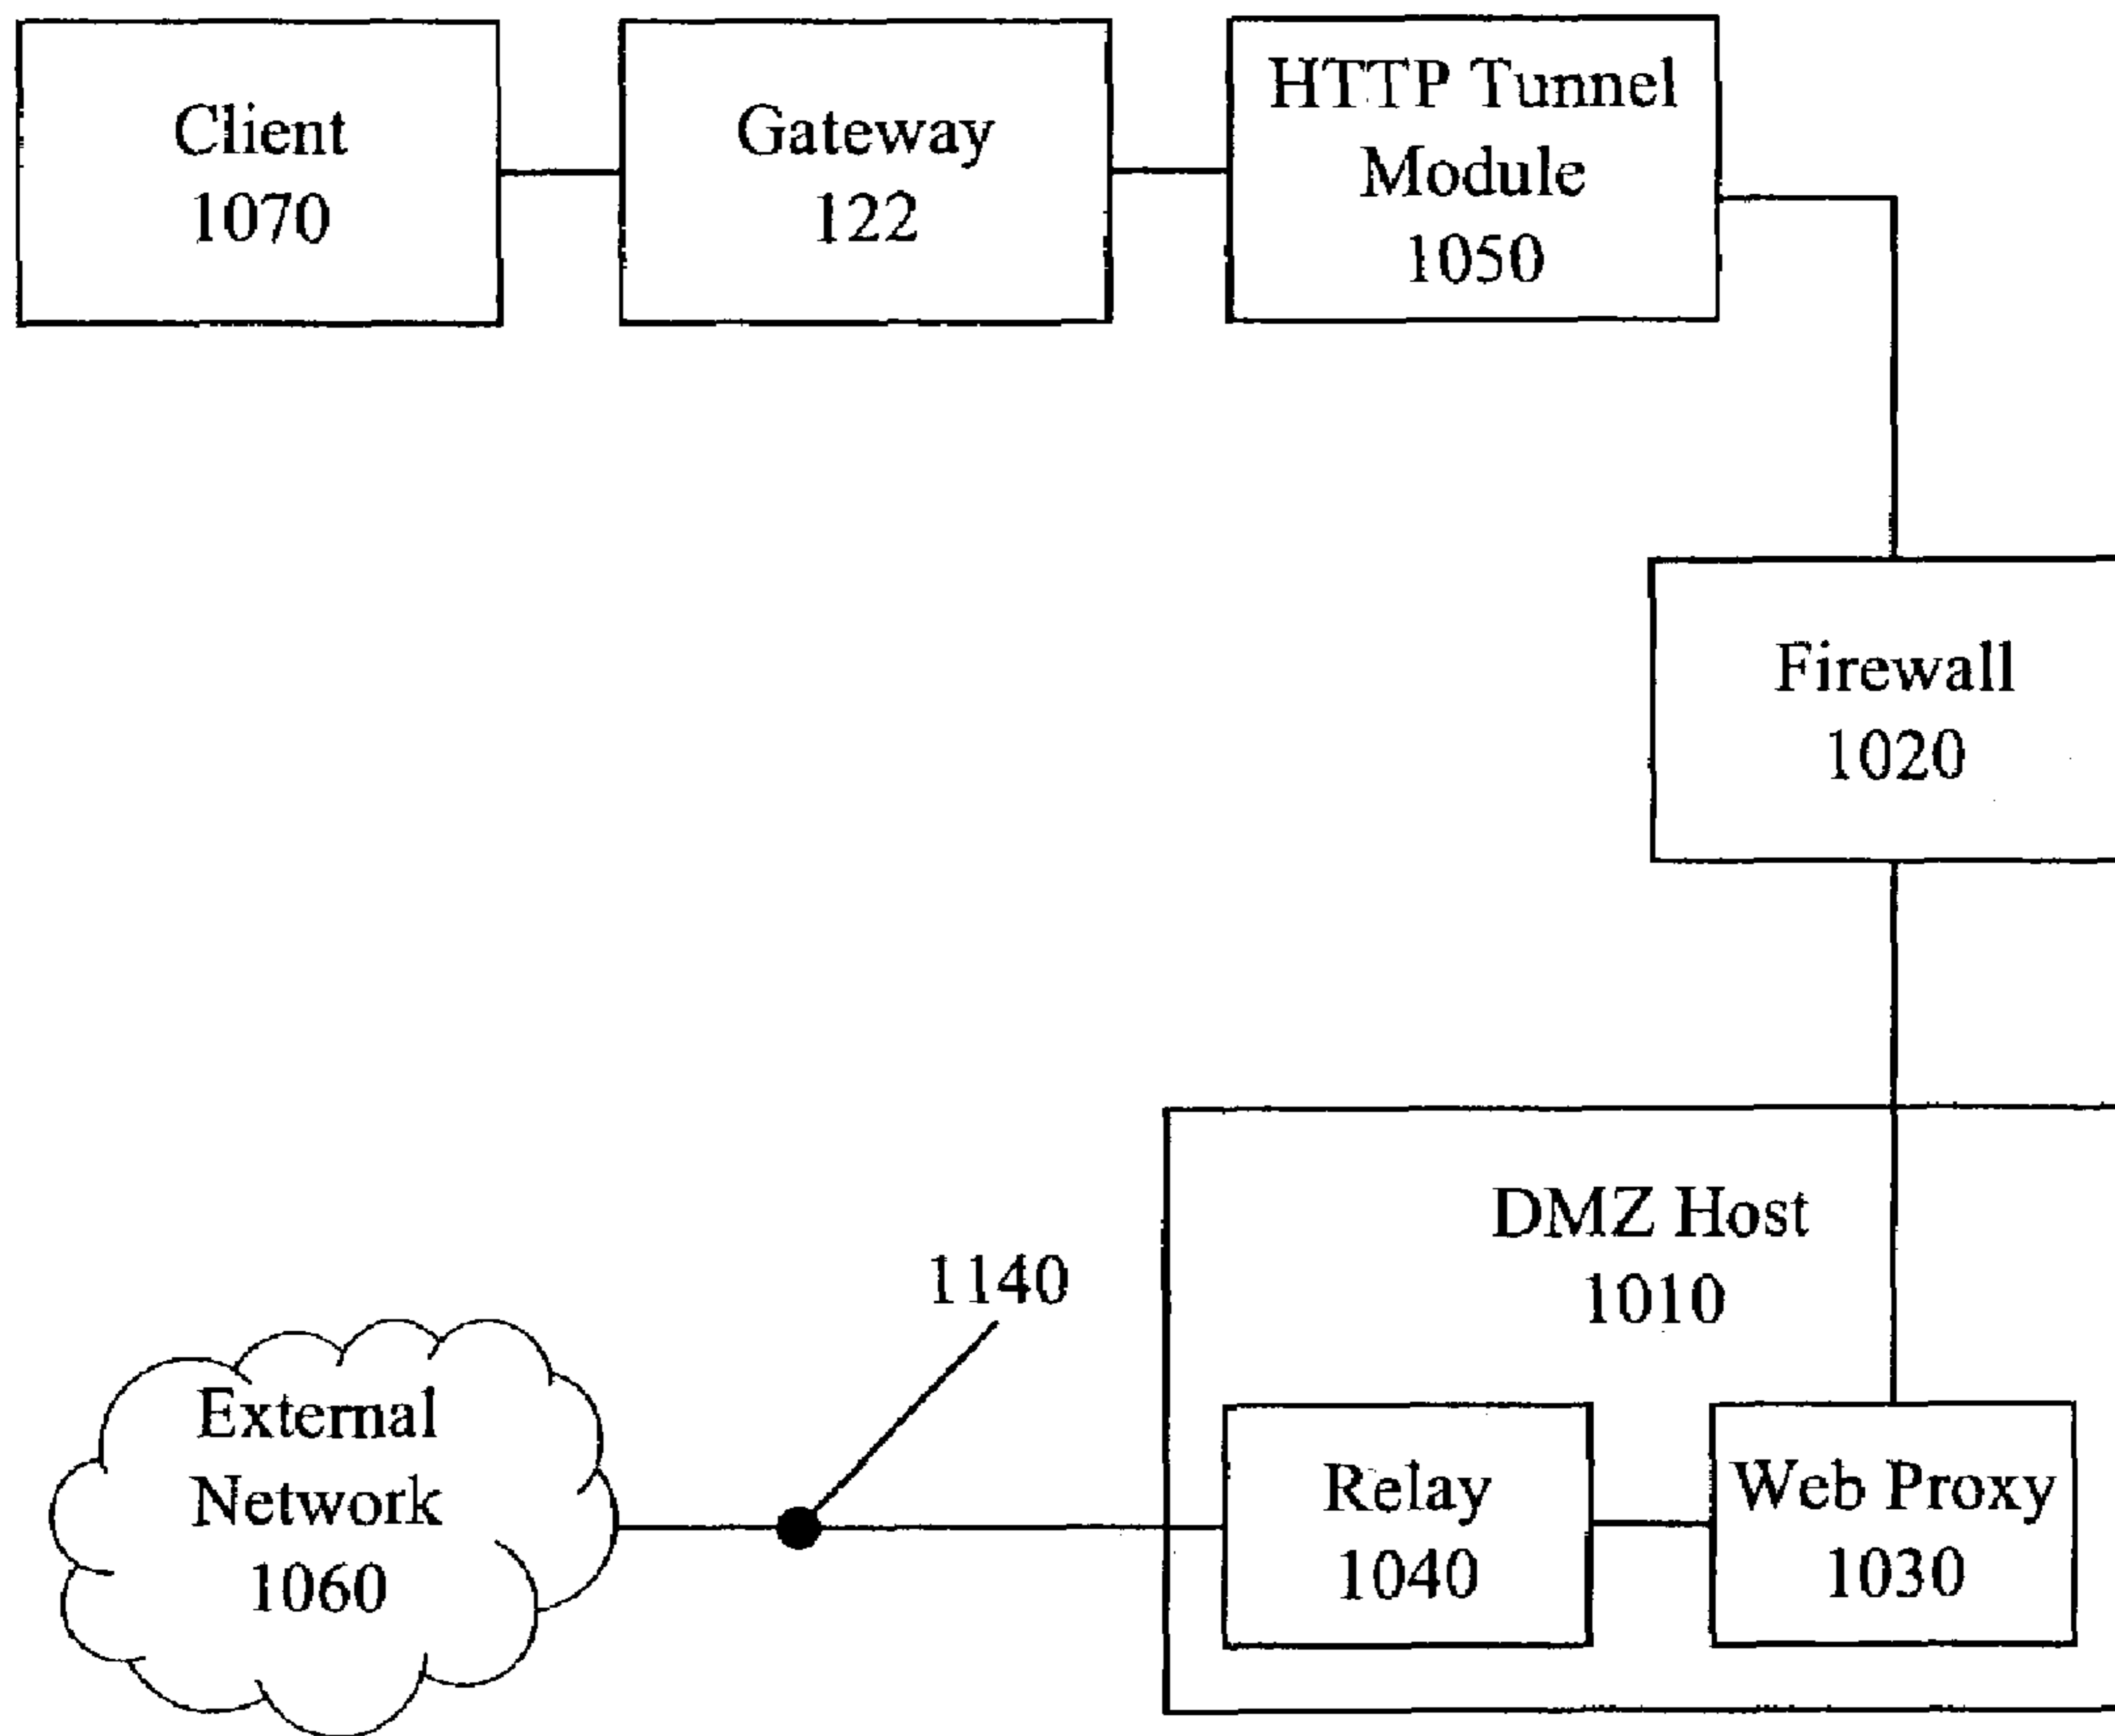 Client
1070
Gateway
122
HTTP Tunnel
Module
1050
Firewall
1020
DMZ Host
1010
1140
External
Network
1060
Relay
1040
Web Proxy
1030